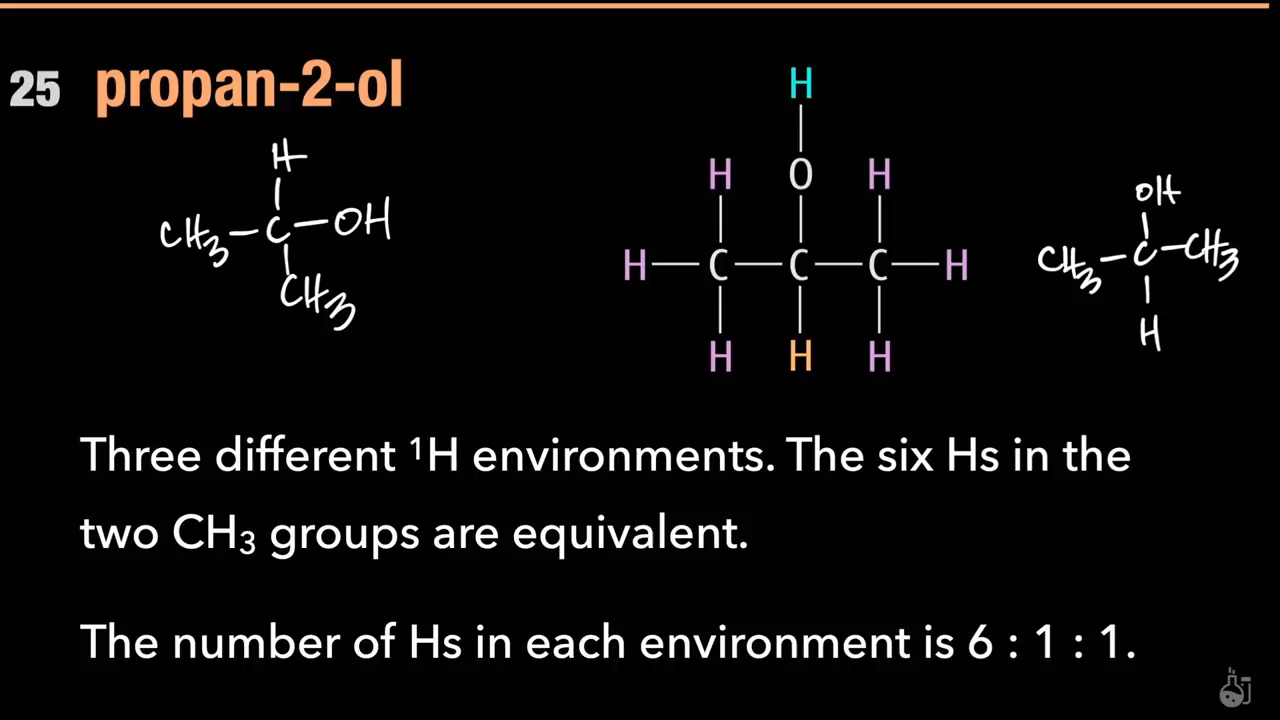 25 propan-2-ol
H
CH₃ – C – OH
CH₃
H
H O H
H C C C H
H H H
OH
CH₃ – C – CH₃
H
Three different ¹H environments. The six Hs in the
two CH₃ groups are equivalent.
The number of Hs in each environment is 6 : 1 : 1.